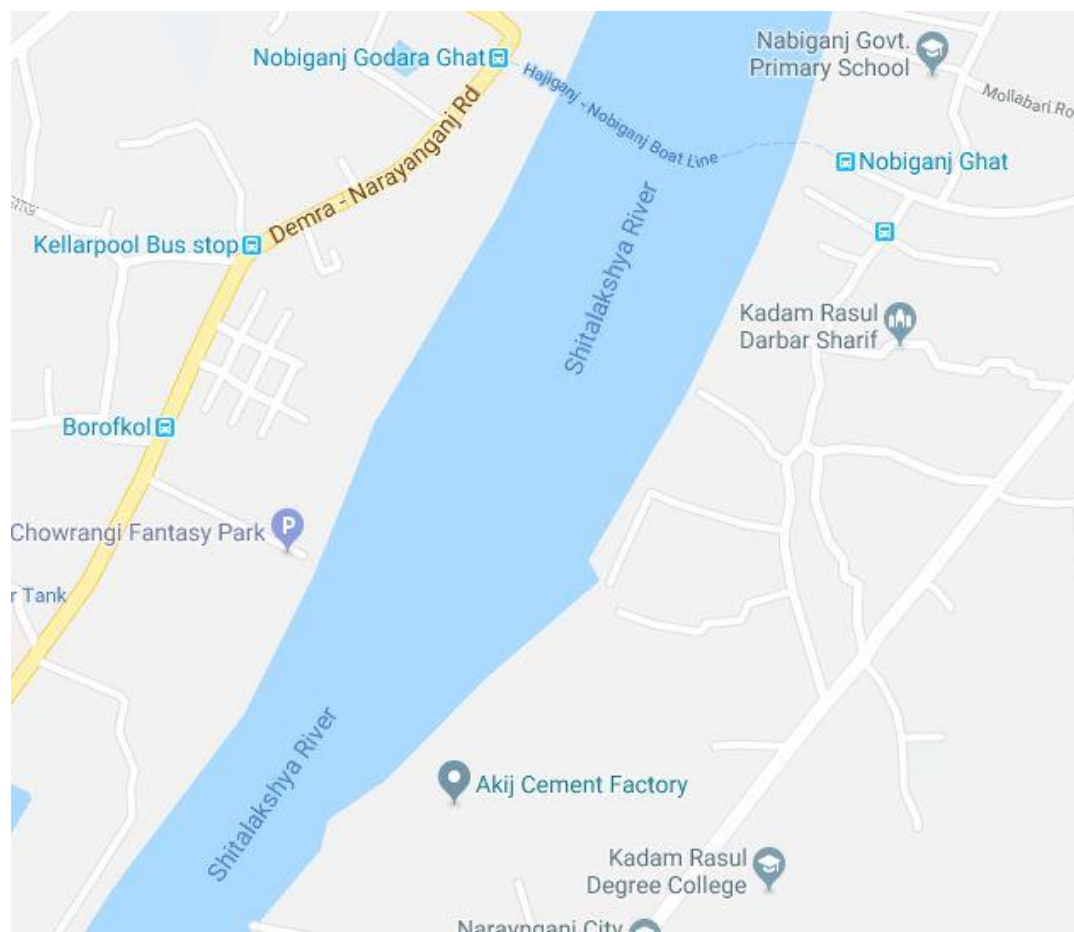 Nabiganj Govt.
Primary School
Nobiganj Godara Ghat
Hajiganj - Nobiganj Boat Line
Mollabari Ro
Demra - Narayanganj Rd
Nobiganj Ghat
Shitalakshya River
Kellarpool Bus stop
Kadam Rasul
Darbar Sharif
Borofkol
Chowrangi Fantasy Park
r Tank
Shitalakshya River
Akij Cement Factory
Kadam Rasul
Degree College
Narayngani City